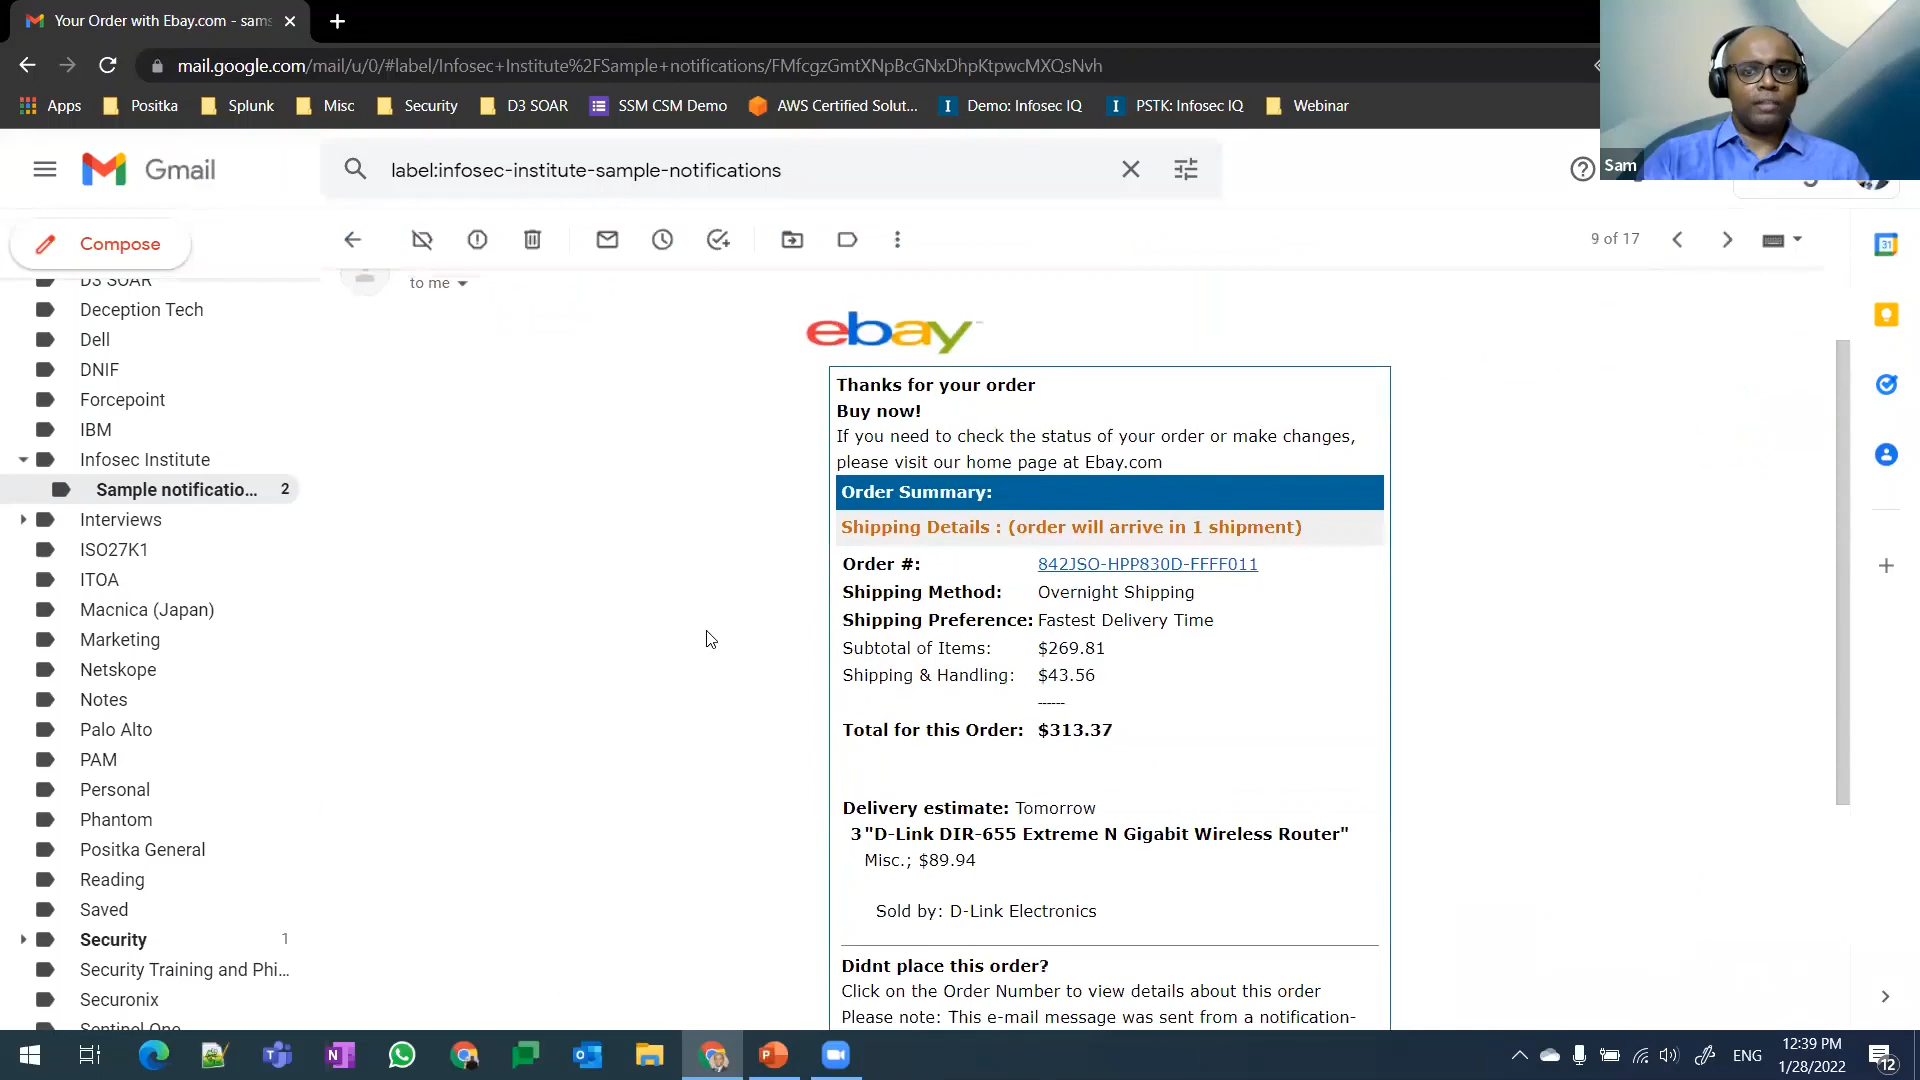 Your Order with Ebay.com - sams
mail.google.com/mail/u/0/#label/Infosec+Institute%2FSample+notifications/FMfcgzGmtXNpBcGNxDhpKtpwcMXQsNvh
Apps Positka Splunk Misc Security D3 SOAR SSM CSM Demo AWS Certified Solut... Demo: Infosec IQ PSTK: Infosec IQ Webinar
Sam
Gmail
label:infosec-institute-sample-notifications
Compose
9 of 17
31
D3 SOAR
Deception Tech
Dell
DNIF
Forcepoint
IBM
Infosec Institute
Sample notificatio... 2
Interviews
ISO27K1
ITOA
Macnica (Japan)
Marketing
Netskope
Notes
Palo Alto
PAM
Personal
Phantom
Positka General
Reading
Saved
Security 1
Security Training and Phi...
Securonix
Sentinel One
to me
ebay
Thanks for your order
Buy now!
If you need to check the status of your order or make changes,
please visit our home page at Ebay.com
Order Summary:
Shipping Details : (order will arrive in 1 shipment)
Order #: 842JSO-HPP830D-FFFF011
Shipping Method: Overnight Shipping
Shipping Preference: Fastest Delivery Time
Subtotal of Items: $269.81
Shipping & Handling: $43.56
------
Total for this Order: $313.37
Delivery estimate: Tomorrow
3 "D-Link DIR-655 Extreme N Gigabit Wireless Router"
Misc.; $89.94
Sold by: D-Link Electronics
Didnt place this order?
Click on the Order Number to view details about this order
Please note: This e-mail message was sent from a notification-
ENG
12:39 PM
1/28/2022
12